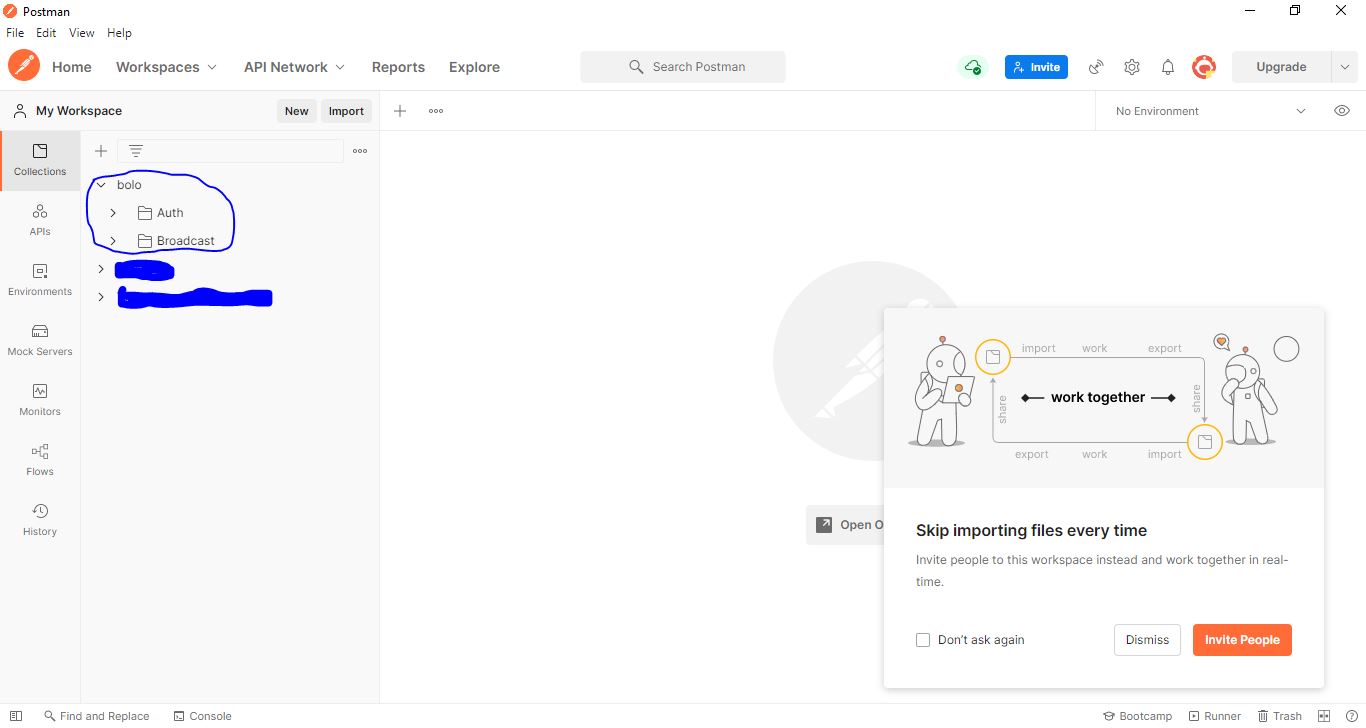 Postman
File Edit View Help
Home Workspaces API Network Reports Explore Search Postman Invite Upgrade
My Workspace New Import No Environment
Collections
APIs
Environments
Mock Servers
Monitors
Flows
History
bolo
Auth
Broadcast
Open O
import work export
share work together share
export work import
Skip importing files every time
Invite people to this workspace instead and work together in real-
time.
Don't ask again Dismiss Invite People
Find and Replace Console Bootcamp Runner Trash